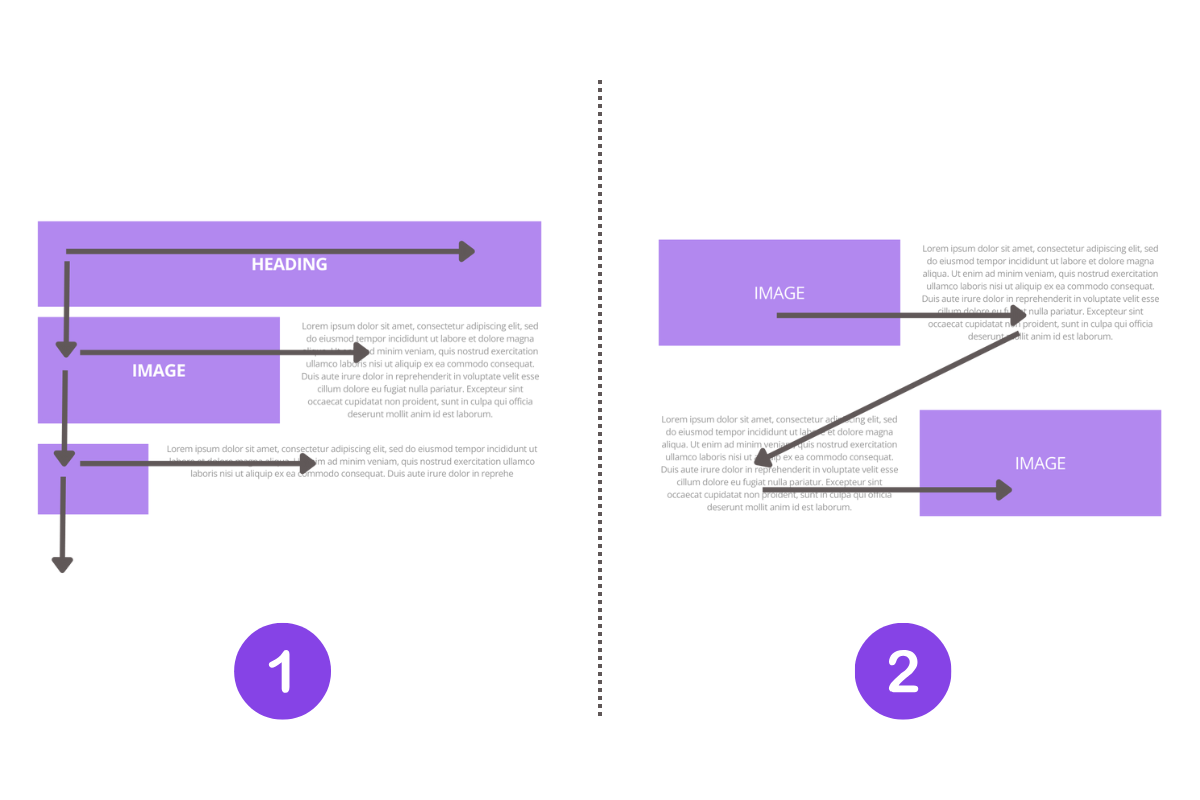 HEADING
IMAGE
Lorem ipsum dolor sit amet, consectetur adipiscing elit, sed
do eiusmod tempor incididunt ut labore et dolore magna
minim veniam, quis nostrud exercitation
ullamco laboris nisi ut aliquip ex ea commodo consequat.
Duis aute irure dolor in reprehenderit in voluptate velit esse
cillum dolore eu fugiat nulla pariatur. Excepteur sint
occaecat cupidatat non proident, sunt in culpa qui officia
deserunt mollit anim id est laborum.
Lorem ipsum dolor sit amet, consectetur adipiscing elit, sed do eiusmod tempor incididunt ut
labore et dolore magna aliqua. ad minim veniam, quis nostrud exercitation ullamco
laboris nisi ut aliquip ex ea commodo consequat. Duis aute irure dolor in reprehe
1
IMAGE
Lorem ipsum dolor sit amet, consectetur adipiscing elit, sed
do eiusmod tempor incididunt ut labore et dolore magna
aliqua. Ut enim ad minim veniam, quis nostrud exercitation
ullamco laboris nisi ut aliquip ex ea commodo consequat.
Duis aute irure dolor in reprehenderit in voluptate velit esse
cillum dolore eu fugiat nulla pariatur. Excepteur sint
occaecat cupidatat non proident, sunt in culpa qui officia
deserunt mollit anim id est laborum.
Lorem ipsum dolor sit amet, consectetur adipiscing elit, sed
do eiusmod tempor incididunt ut labore et dolore magna
aliqua. Ut enim ad minim veniam, quis nostrud exercitation
ullamco laboris nisi ut aliquip ex ea commodo consequat.
Duis aute irure dolor in reprehenderit in voluptate velit esse
cillum dolore eu fugiat nulla pariatur. Excepteur sint
occaecat cupidatat non proident, sunt in culpa qui officia
deserunt mollit anim id est laborum.
IMAGE
2